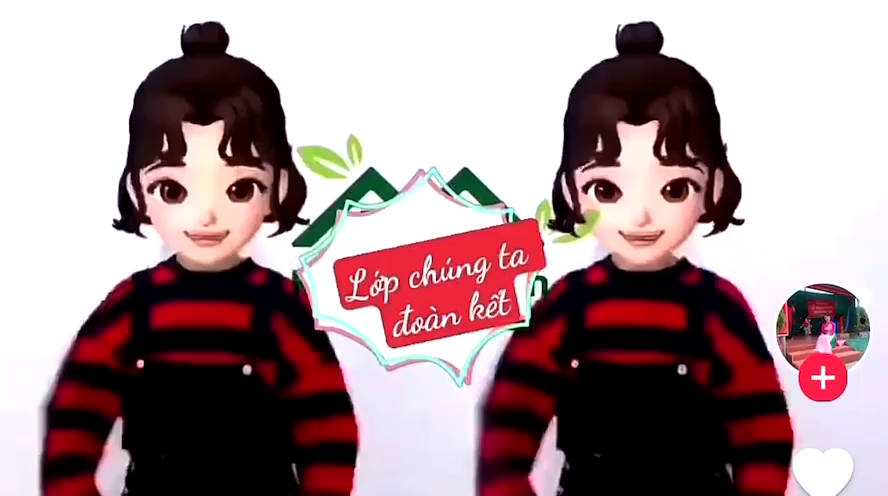 Lớp chúng ta
đoàn kết